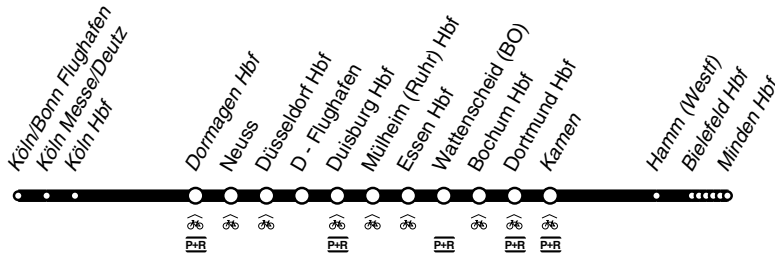 Köln/Bonn Flughafen
Köln Messe/Deutz
Köln Hbf
Dormagen Hbf
Neuss
Düsseldorf Hbf
D - Flughafen
Duisburg Hbf
Mülheim (Ruhr) Hbf
Essen Hbf
Wattenscheid (BO)
Bochum Hbf
Dortmund Hbf
Kamen
Hamm (Westf)
Bielefeld Hbf
Minden Hbf
P+R P+R P+R P+R P+R